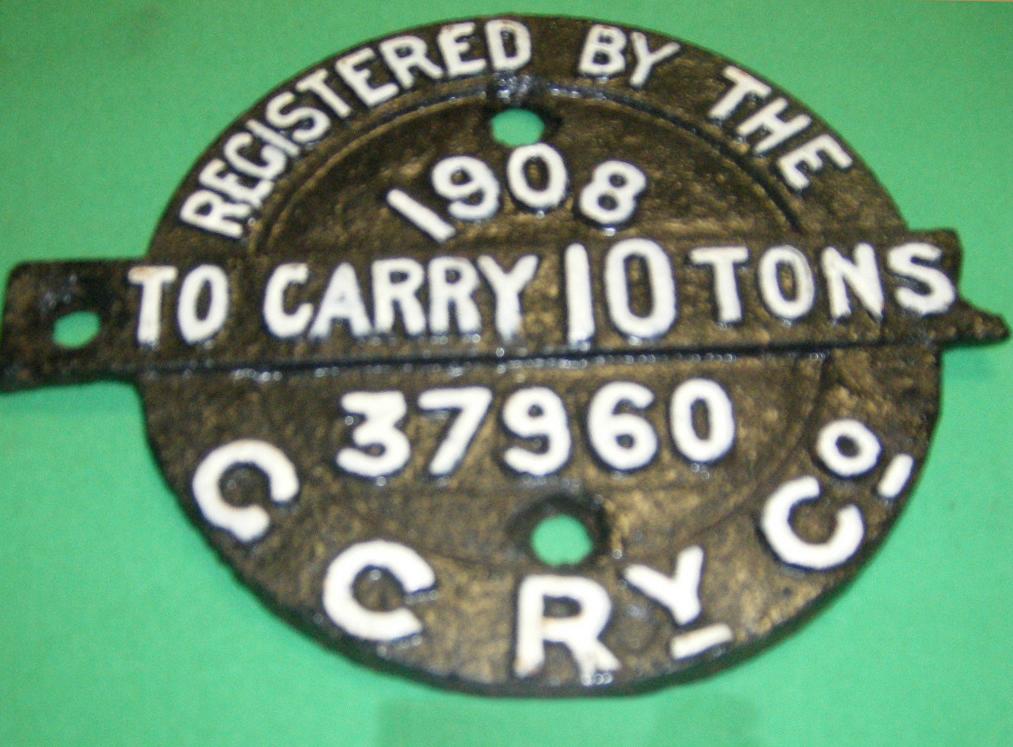 REGISTERED BY THE
1908
TO CARRY 10 TONS
37960
C C Ry Co.